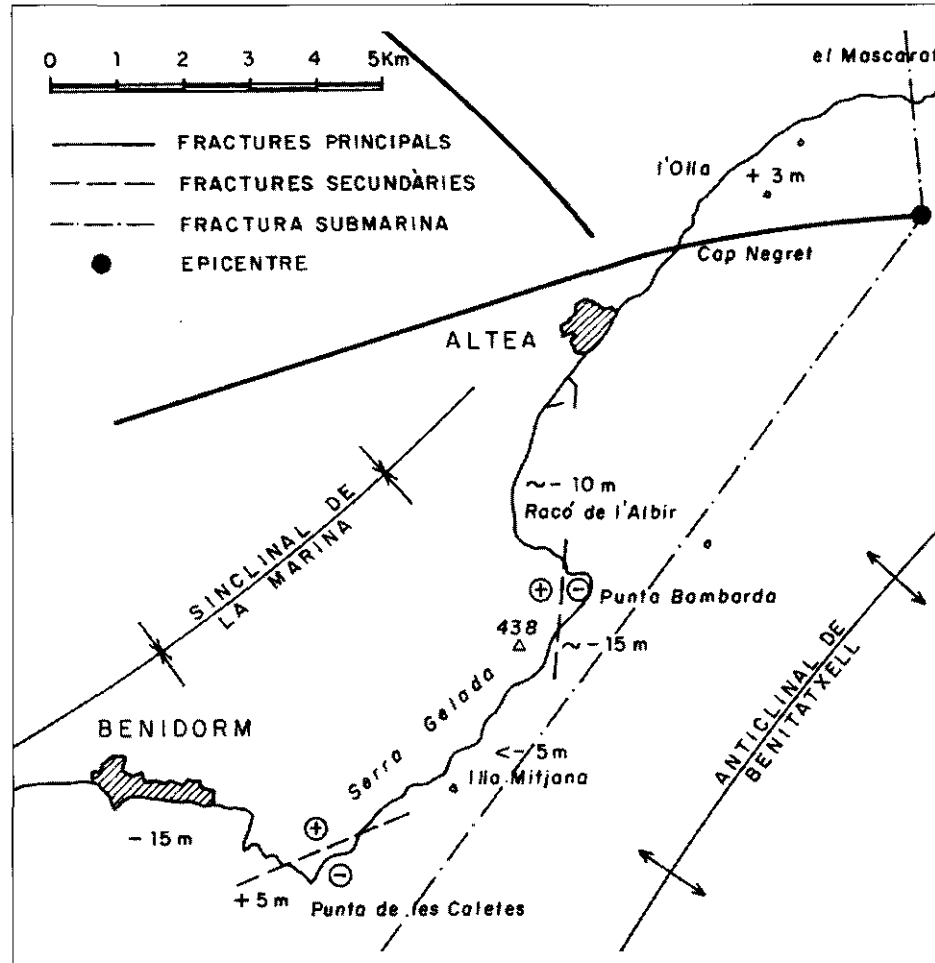 0 1 2 3 4 5Km
el Mascarat
FRACTURES PRINCIPALS
FRACTURES SECUNDÀRIES
FRACTURA SUBMARINA
EPICENTRE
l'Olla
+ 3 m
Cap Negret
ALTEA
~- 10 m
Racó de l'Albir
SINCLINAL DE
LA MARINA
+ -
Punta Bombarda
438
~- 15 m
Serra Gelada
ANTICLINAL DE
BENITATXELL
BENIDORM
<- 5 m
Illa Mitjana
- 15 m
+
-
+ 5 m
Punta de les Caletes